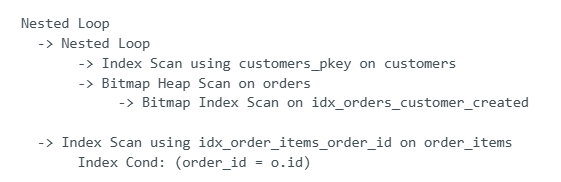 Nested Loop
-> Nested Loop
-> Index Scan using customers_pkey on customers
-> Bitmap Heap Scan on orders
-> Bitmap Index Scan on idx_orders_customer_created
-> Index Scan using idx_order_items_order_id on order_items
Index Cond: (order_id = o.id)